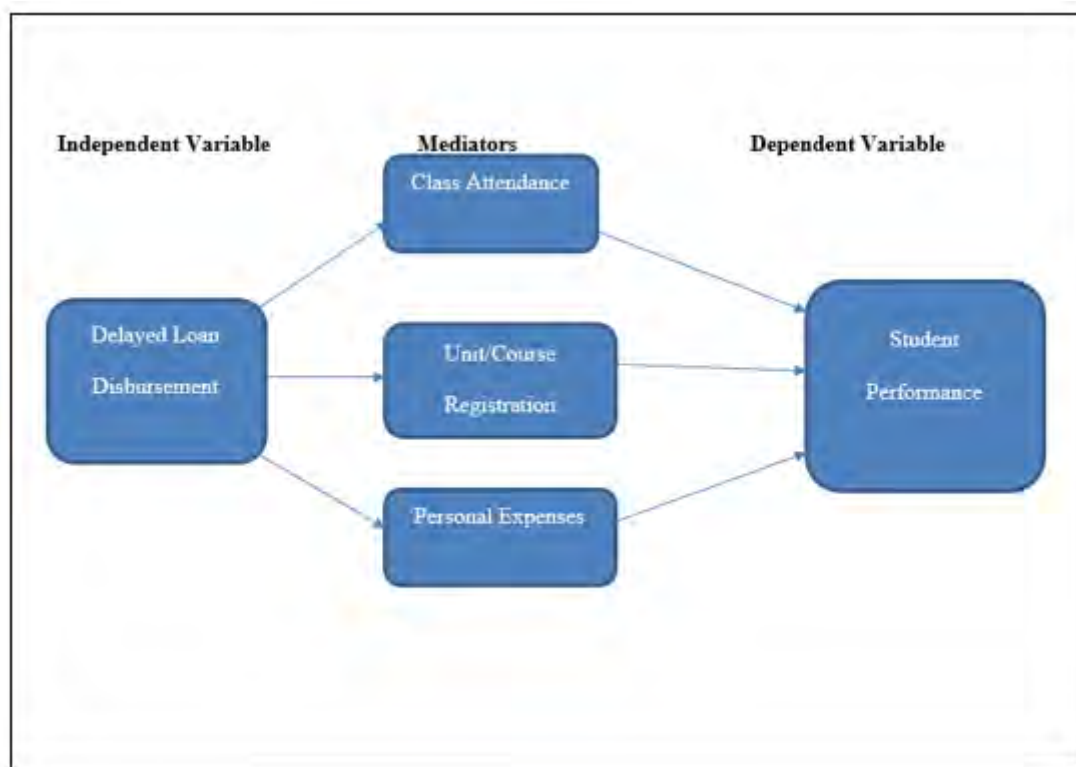 Independent Variable
Mediators
Dependent Variable
Class Attendance
Delayed Loan
Disbursement
Unit/Course
Registration
Student
Performance
Personal Expenses